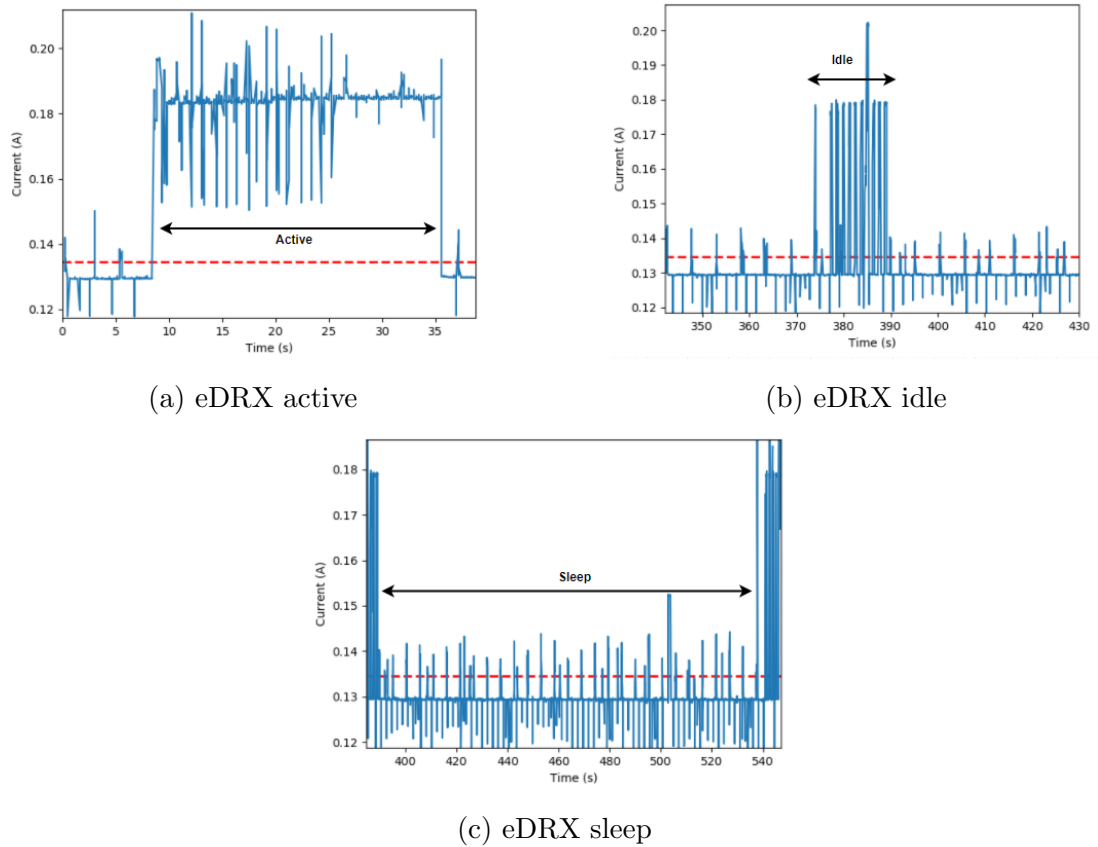 0.20
0.18
0.16
0.14
0.12
Current (A)
Active
0 5 10 15 20 25 30 35
Time (s)
(a) eDRX active
0.20
0.19
0.18
0.17
0.16
0.15
0.14
0.13
0.12
Current (A)
Idle
350 360 370 380 390 400 410 420 430
Time (s)
(b) eDRX idle
0.18
0.17
0.16
0.15
0.14
0.13
0.12
Current (A)
Sleep
400 420 440 460 480 500 520 540
Time (s)
(c) eDRX sleep